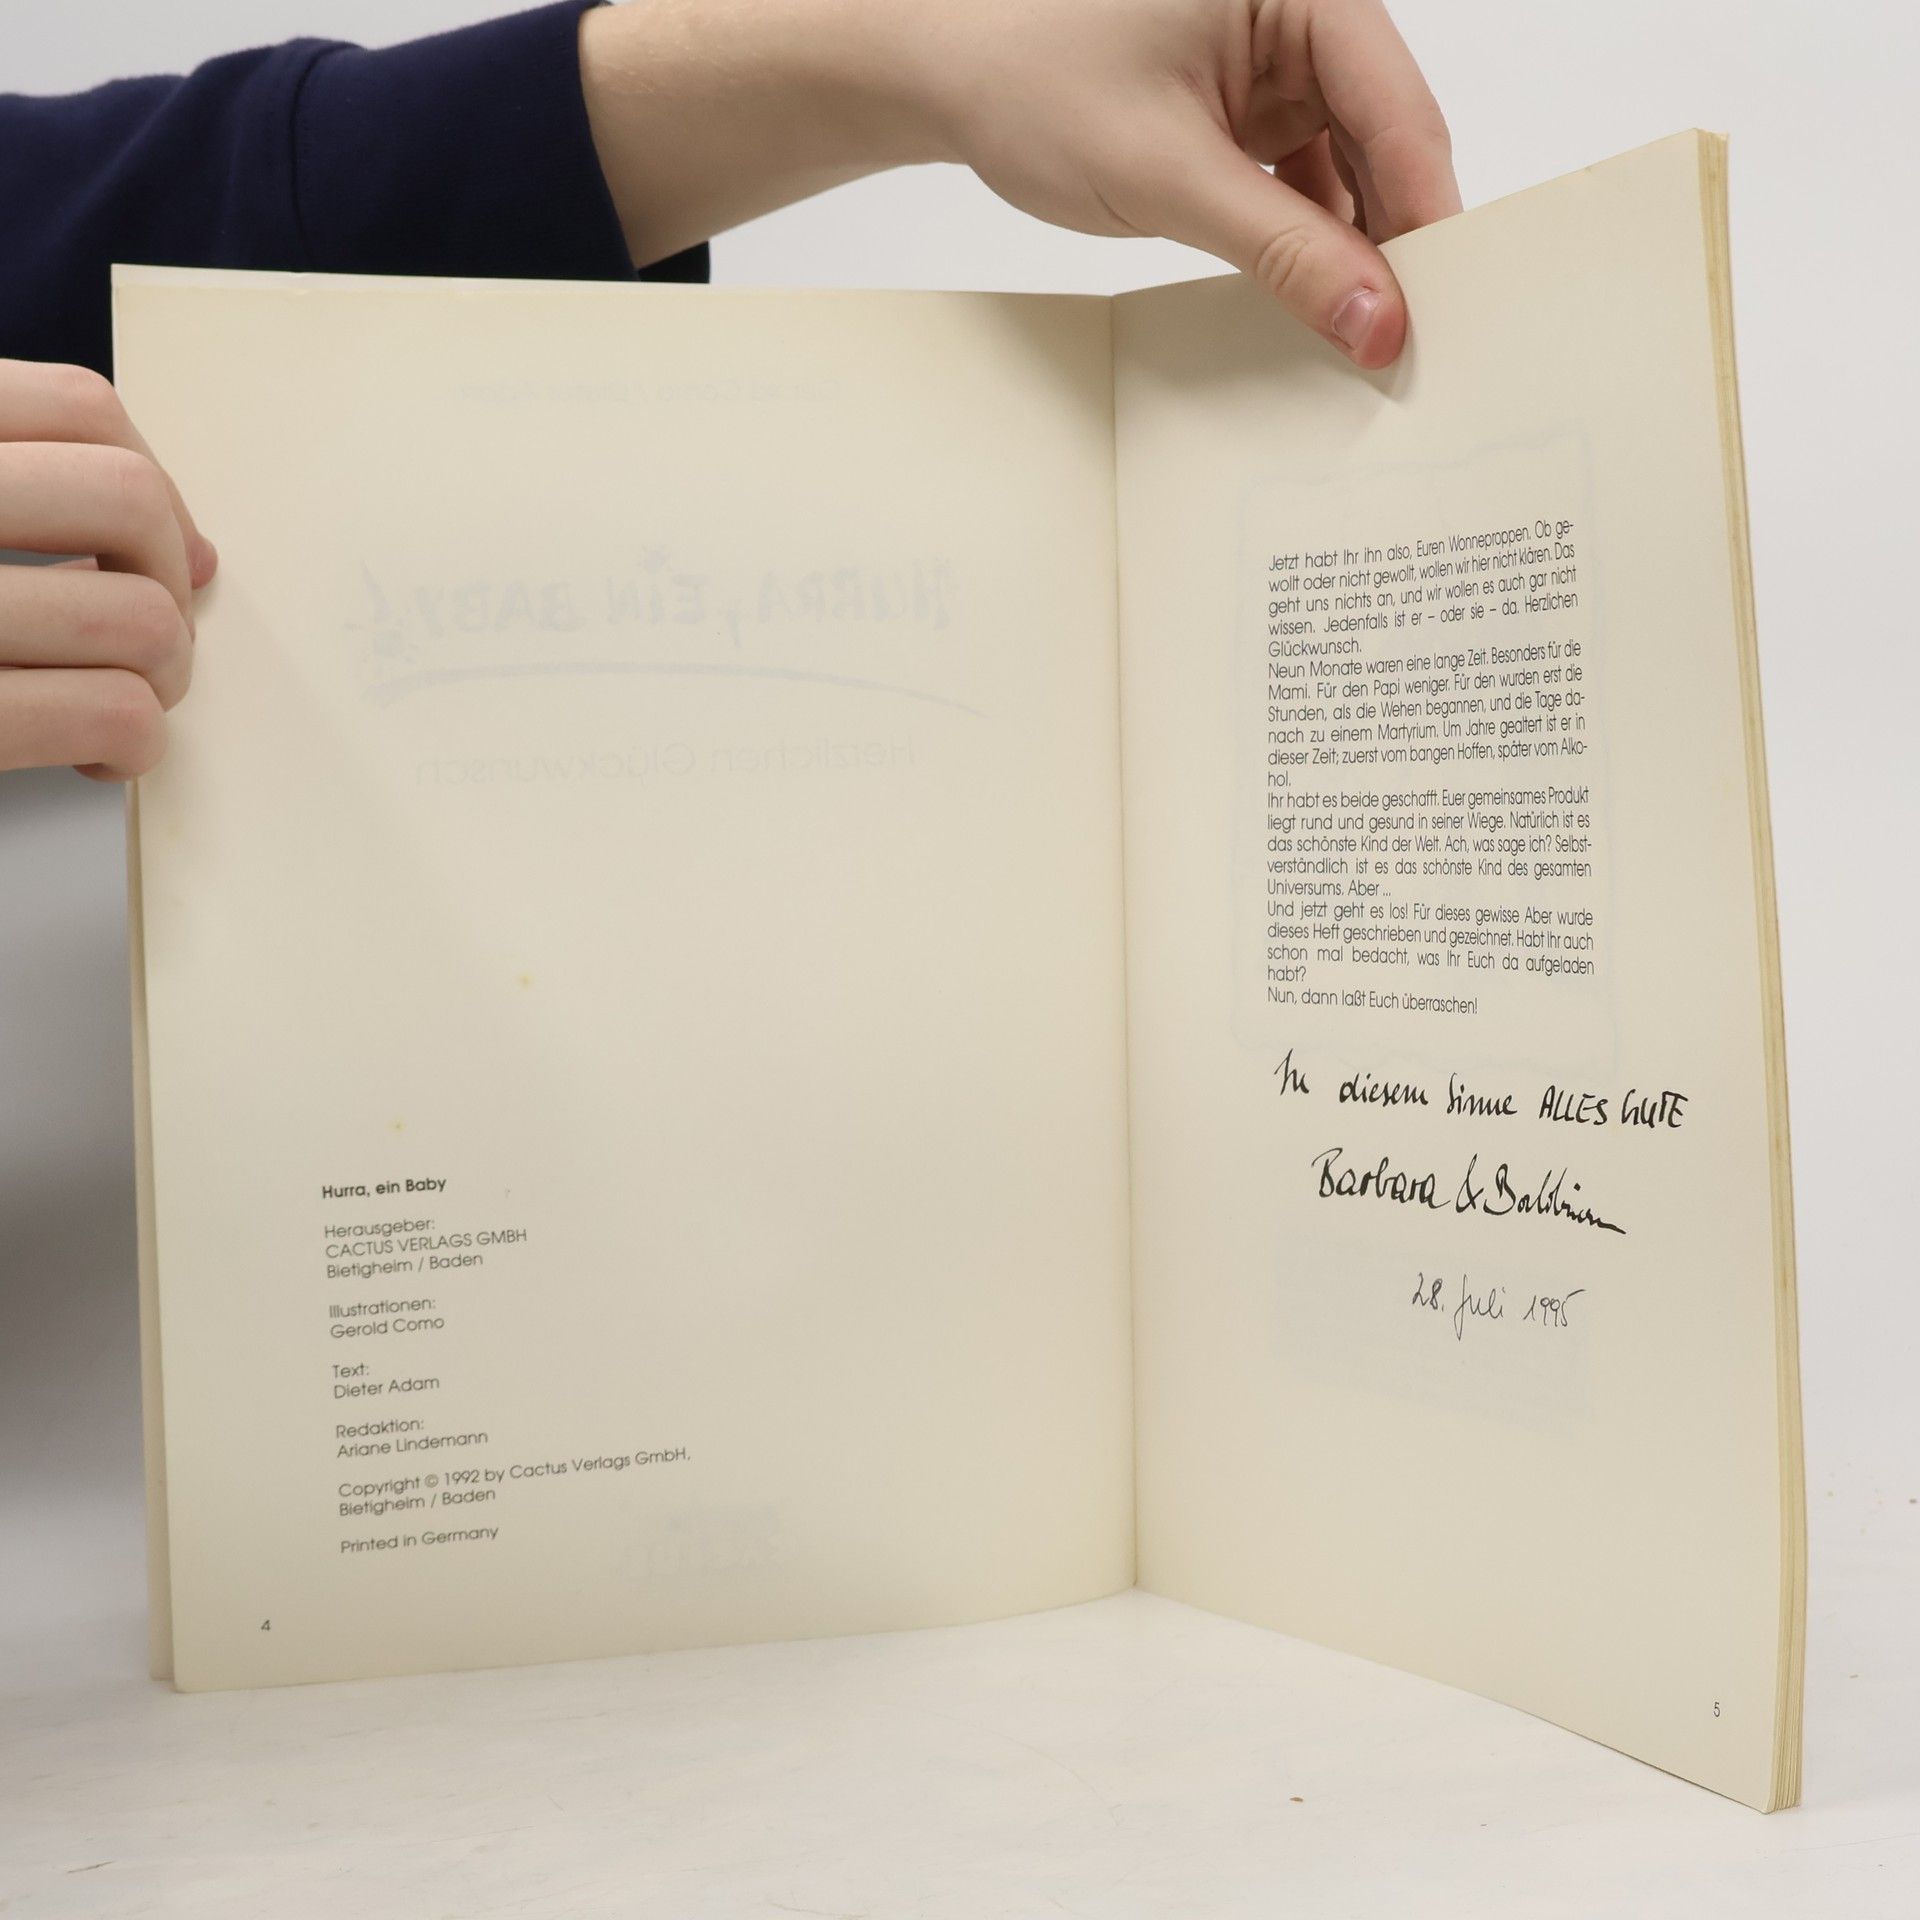 Hurra, ein Baby
Herausgeber:
CACTUS VERLAGS GMBH
Bietigheim / Baden
Illustrationen:
Gerold Como
Text:
Dieter Adam
Redaktion:
Ariane Lindemann
Copyright © 1992 by Cactus Verlags GmbH,
Bietigheim / Baden
Printed in Germany
4
Jetzt habt Ihr ihn also, Euren Wonneproppen. Ob ge-
wollt oder nicht gewollt, wollen wir hier nicht klären. Das
geht uns nichts an, und wir wollen es auch gar nicht
wissen. Jedenfalls ist er – oder sie – da. Herzlichen
Glückwunsch.
Neun Monate waren eine lange Zeit. Besonders für die
Mami. Für den Papi weniger. Für den wurden erst die
Stunden, als die Wehen begannen, und die Tage da-
nach zu einem Martyrium. Um Jahre gealtert ist er in
dieser Zeit; zuerst vom bangen Hoffen, später vom Alko-
hol.
Ihr habt es beide geschafft. Euer gemeinsames Produkt
liegt rund und gesund in seiner Wiege. Natürlich ist es
das schönste Kind der Welt. Ach, was sage ich? Selbst-
verständlich ist es das schönste Kind des gesamten
Universums. Aber ...
Und jetzt geht es los! Für dieses gewisse Aber wurde
dieses Heft geschrieben und gezeichnet. Habt Ihr auch
schon mal bedacht, was Ihr Euch da aufgeladen
habt?
Nun, dann laßt Euch überraschen!
In diesem Sinne ALLES GUTE
Barbara &
28. Juli 1995
5